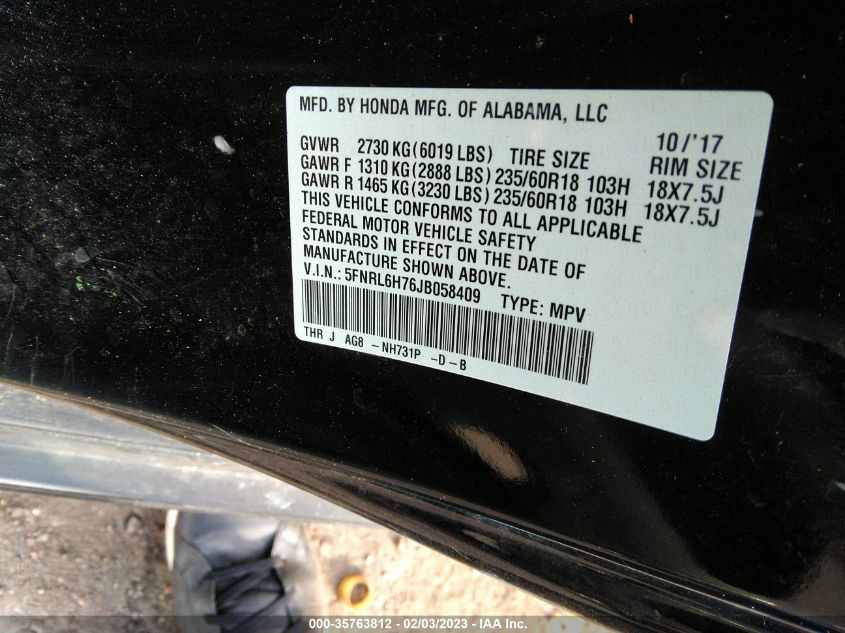 MFD. BY HONDA MFG. OF ALABAMA, LLC
10/'17
GVWR 2730 KG (6019 LBS) TIRE SIZE RIM SIZE
GAWR F 1310 KG (2888 LBS) 235/60R18 103H 18X7.5J
GAWR R 1465 KG (3230 LBS) 235/60R18 103H 18X7.5J
THIS VEHICLE CONFORMS TO ALL APPLICABLE
FEDERAL MOTOR VEHICLE SAFETY
STANDARDS IN EFFECT ON THE DATE OF
MANUFACTURE SHOWN ABOVE.
V.I.N.: 5FNRL6H76JB058409 TYPE: MPV
THR J AG8 -NH731P -D-B
000-35763812 - 02/03/2023 - IAA Inc.